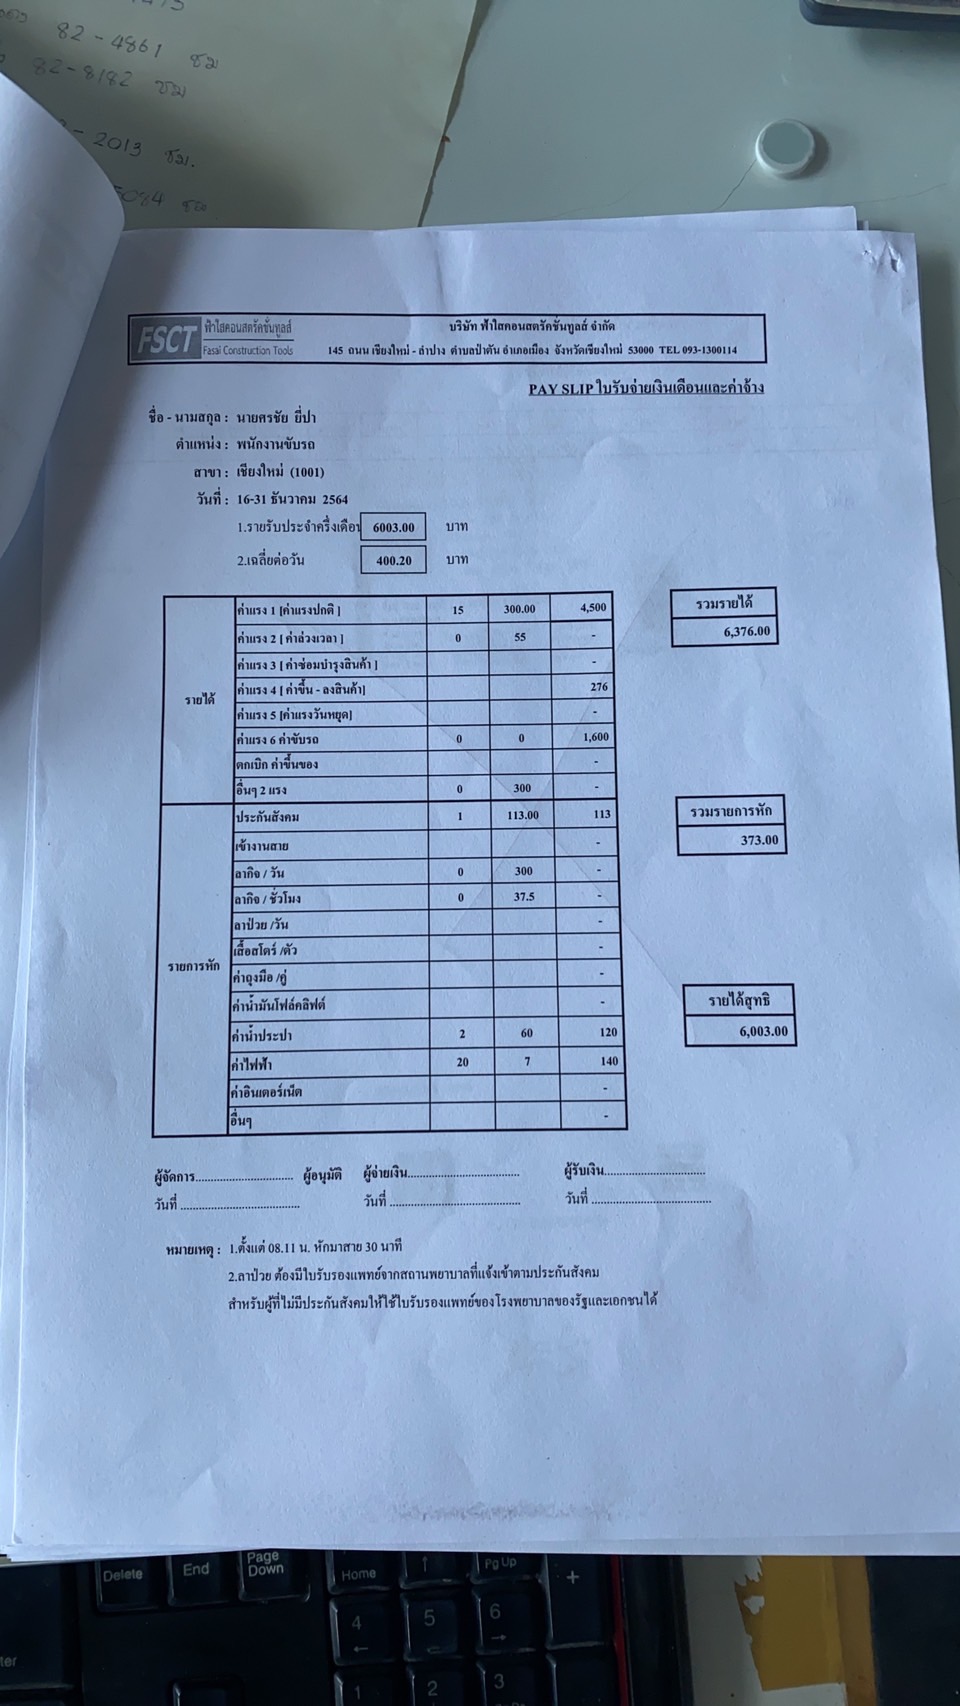 82-4861 ชม
82-8182 ชม
- 2013 ชม.
FSCT ฟ้าใสคอนสตรัคชั่นทูลส์
Fasai Construction Tools
บริษัท ฟ้าใสคอนสตรัคชั่นทูลส์ จำกัด
145 ถนน เชียงใหม่ - ลำปาง ตำบลป่าตัน อำเภอเมือง จังหวัดเชียงใหม่ 53000 TEL 093-1300114
PAY SLIP ใบรับจ่ายเงินเดือนและค่าจ้าง
ชื่อ - นามสกุล : นายศรชัย ยี่ปา
ตำแหน่ง : พนักงานขับรถ
สาขา : เชียงใหม่ (1001)
วันที่ : 16-31 ธันวาคม 2564
1.รายรับประจำครึ่งเดือน 6003.00 บาท
2.เฉลี่ยต่อวัน 400.20 บาท
รายได้
ค่าแรง 1 [ค่าแรงปกติ ] 15 300.00 4,500
ค่าแรง 2 [ ค่าล่วงเวลา ] 0 55 -
ค่าแรง 3 [ ค่าซ่อมบำรุงสินค้า ] -
ค่าแรง 4 [ ค่าขึ้น - ลงสินค้า] 276
ค่าแรง 5 [ค่าแรงวันหยุด] -
ค่าแรง 6 ค่าขับรถ 0 0 1,600
ตกเบิก ค่าขึ้นของ -
อื่นๆ 2 แรง 0 300 -
รวมรายได้
6,376.00
รายการหัก
ประกันสังคม 1 113.00 113
เข้างานสาย -
ลากิจ / วัน 0 300 -
ลากิจ / ชั่วโมง 0 37.5 -
ลาป่วย /วัน -
เสื้อสโตร์ /ตัว -
ค่าถุงมือ /คู่ -
ค่าน้ำมันโฟล์คลิฟต์ -
ค่าน้ำประปา 2 60 120
ค่าไฟฟ้า 20 7 140
ค่าอินเตอร์เน็ต -
อื่นๆ -
รวมรายการหัก
373.00
รายได้สุทธิ
6,003.00
ผู้จัดการ.............................. ผู้อนุมัติ ผู้จ่ายเงิน.................................. ผู้รับเงิน..............................
วันที่ .................................... วันที่ ....................................... วันที่ ....................................
หมายเหตุ : 1.ตั้งแต่ 08.11 น. หักมาสาย 30 นาที
2.ลาป่วย ต้องมีใบรับรองแพทย์จากสถานพยาบาลที่แจ้งเข้าตามประกันสังคม
สำหรับผู้ที่ไม่มีประกันสังคมให้ใช้ใบรับรองแพทย์ของโรงพยาบาลของรัฐและเอกชนได้
Delete End Page Down Home ↑ PgUp +
4 ← 5 6 →
1 2 3